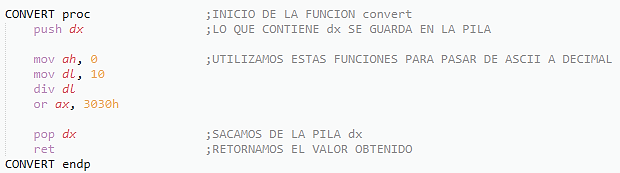 CONVERT proc ;INICIO DE LA FUNCION convert
push dx ;LO QUE CONTIENE dx SE GUARDA EN LA PILA
mov ah, 0 ;UTILIZAMOS ESTAS FUNCIONES PARA PASAR DE ASCII A DECIMAL
mov dl, 10
div dl
or ax, 3030h
pop dx ;SACAMOS DE LA PILA dx
ret ;RETORNAMOS EL VALOR OBTENIDO
CONVERT endp